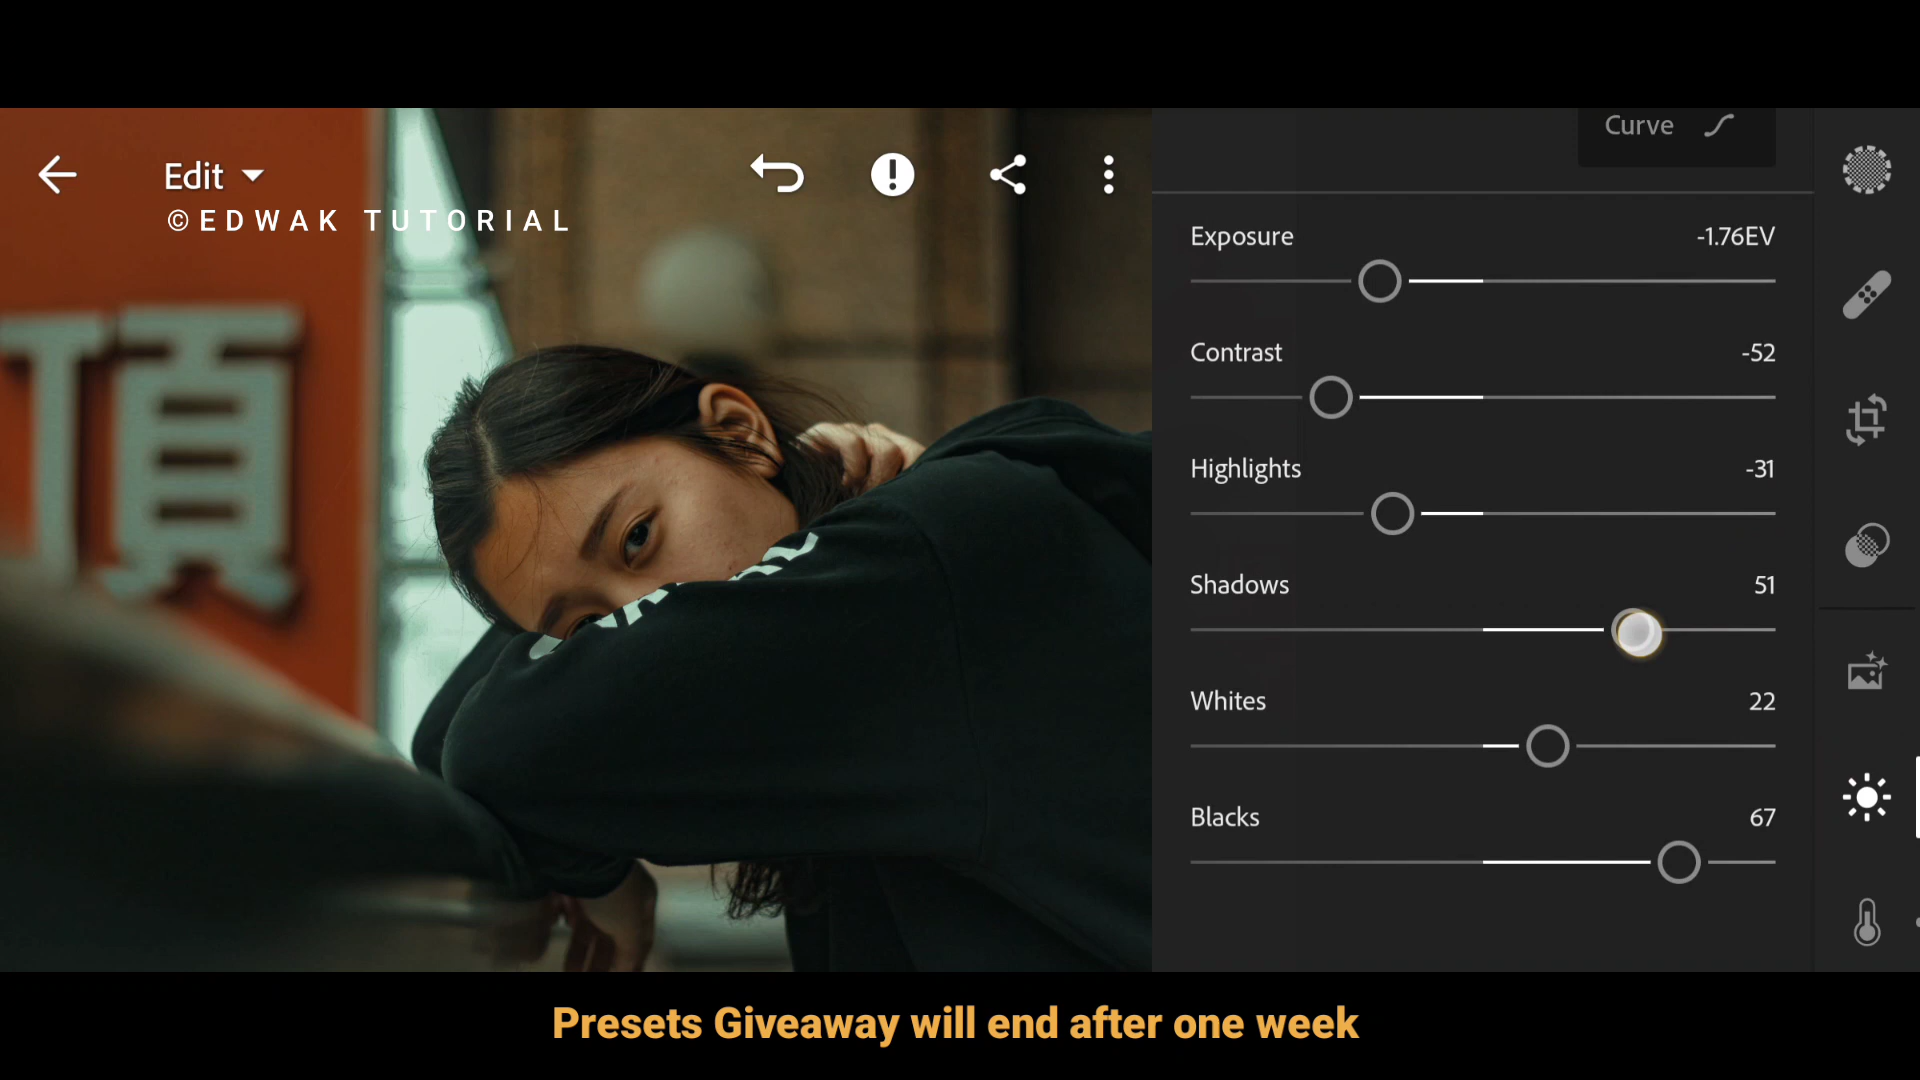 Curve
Edit
©EDWAK TUTORIAL
Exposure -1.76EV
頂
Contrast -52
Highlights -31
Shadows 51
Whites 22
Blacks 67
Presets Giveaway will end after one week